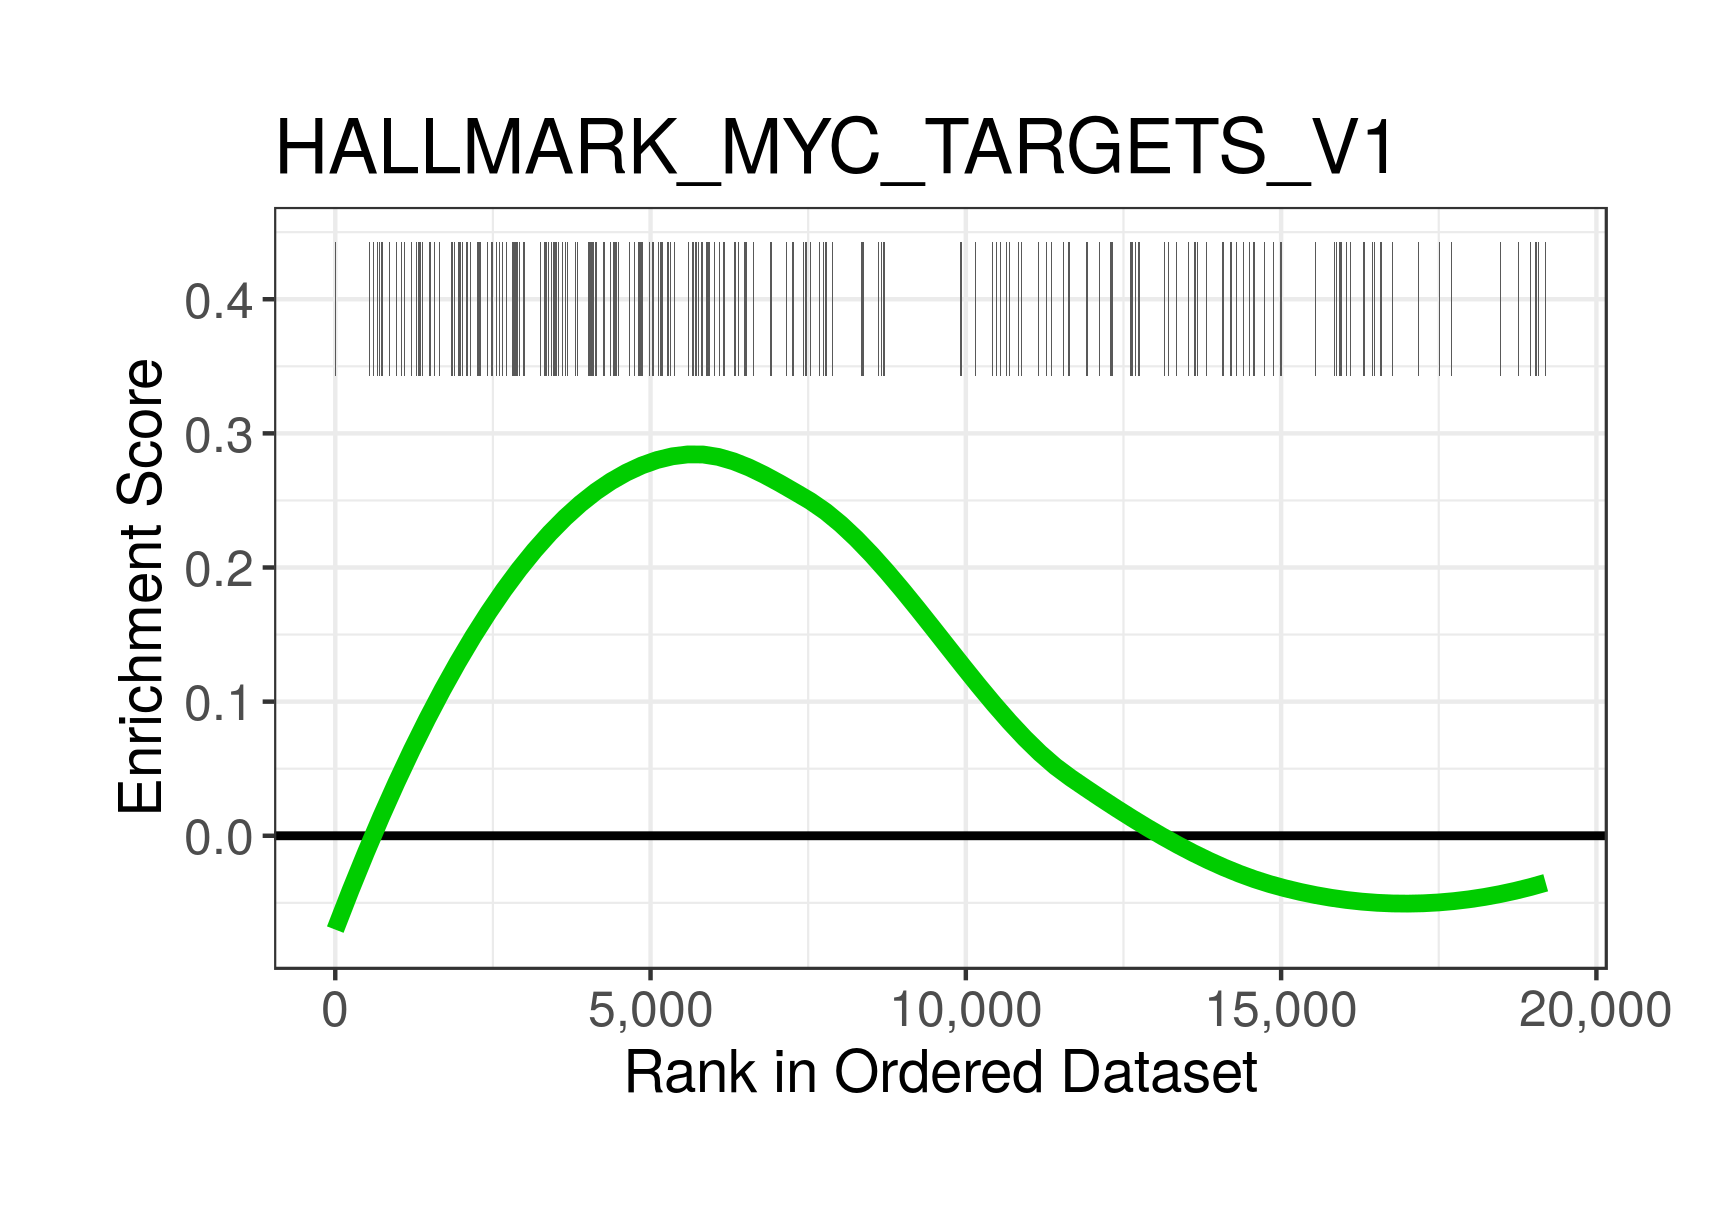 HALLMARK_MYC_TARGETS_V1
Enrichment Score
0.4
0.3
0.2
0.1
0.0
0 5,000 10,000 15,000 20,000
Rank in Ordered Dataset